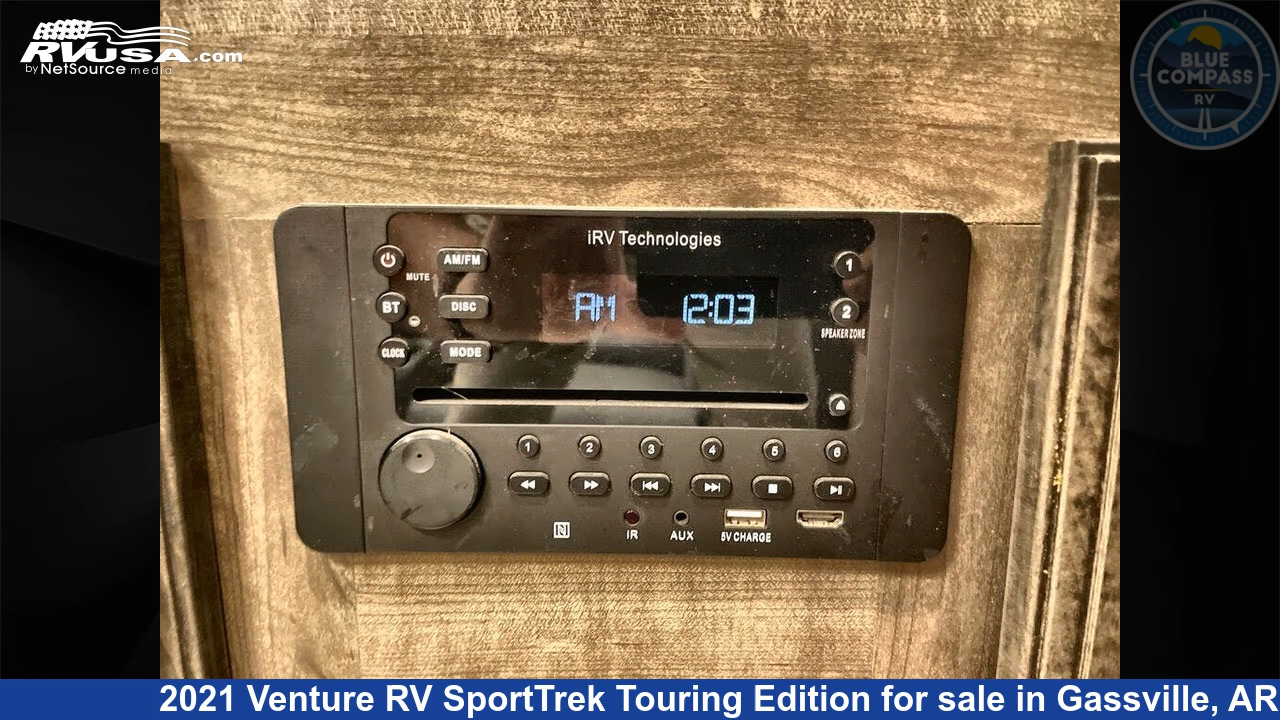 RVUSA.com
by NetSource media
BLUE
COMPASS
RV
iRV Technologies
AM/FM
MUTE
BT
DISC
CLOCK
MODE
AM 12:03
1
2
SPEAKER ZONE
1 2 3 4 5 6
N
IR
AUX
5V CHARGE
2021 Venture RV SportTrek Touring Edition for sale in Gassville, AR